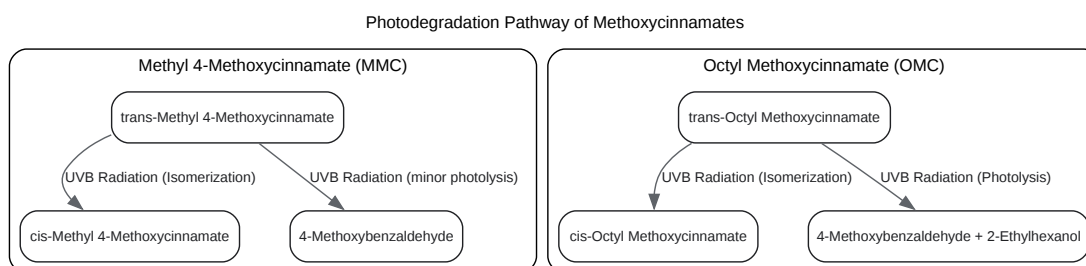 Photodegradation Pathway of Methoxycinnamates
Methyl 4-Methoxycinnamate (MMC)
trans-Methyl 4-Methoxycinnamate
UVB Radiation (Isomerization)
UVB Radiation (minor photolysis)
cis-Methyl 4-Methoxycinnamate
4-Methoxybenzaldehyde
Octyl Methoxycinnamate (OMC)
trans-Octyl Methoxycinnamate
UVB Radiation (Isomerization)
UVB Radiation (Photolysis)
cis-Octyl Methoxycinnamate
4-Methoxybenzaldehyde + 2-Ethylhexanol